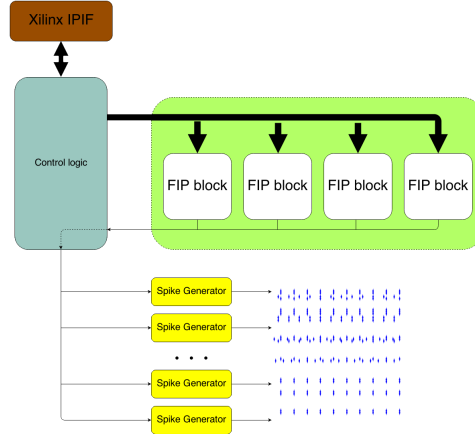 Xilinx IPIF
Control logic
FIP block
FIP block
FIP block
FIP block
Spike Generator
Spike Generator
• • •
Spike Generator
Spike Generator